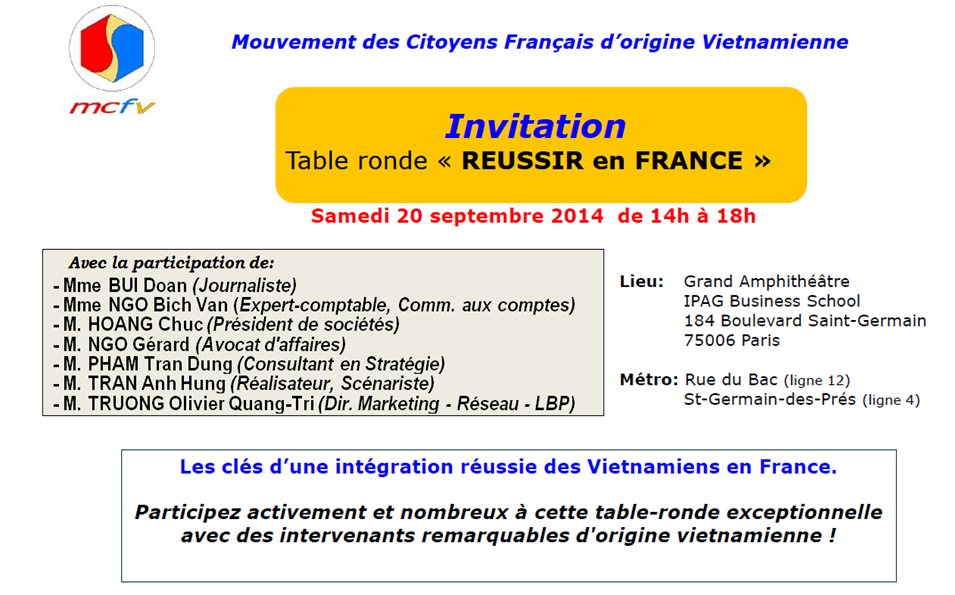 mcfv
Mouvement des Citoyens Français d’origine Vietnamienne
Invitation
Table ronde « REUSSIR en FRANCE »
Samedi 20 septembre 2014 de 14h à 18h
Avec la participation de:
- Mme BUI Doan (Journaliste)
- Mme NGO Bich Van (Expert-comptable, Comm. aux comptes)
- M. HOANG Chuc (Président de sociétés)
- M. NGO Gérard (Avocat d'affaires)
- M. PHAM Tran Dung (Consultant en Stratégie)
- M. TRAN Anh Hung (Réalisateur, Scénariste)
- M. TRUONG Olivier Quang-Tri (Dir. Marketing - Réseau - LBP)
Lieu: Grand Amphithéâtre
IPAG Business School
184 Boulevard Saint-Germain
75006 Paris
Métro: Rue du Bac (ligne 12)
St-Germain-des-Prés (ligne 4)
Les clés d’une intégration réussie des Vietnamiens en France.
Participez activement et nombreux à cette table-ronde exceptionnelle
avec des intervenants remarquables d'origine vietnamienne !